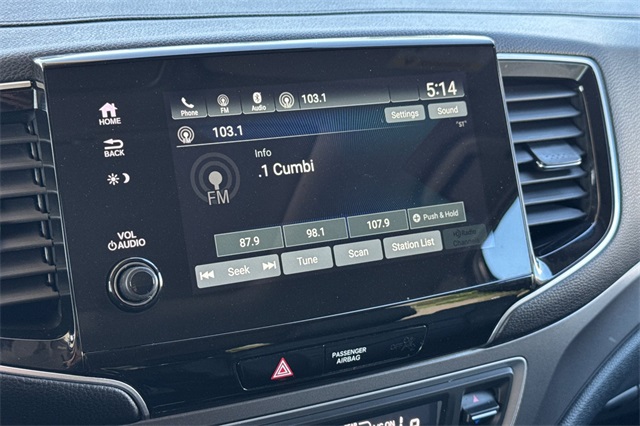 Phone FM Audio 103.1 5:14
HOME 103.1 Settings Sound
"ST"
BACK
Info
.1 Cumbi
FM
VOL
AUDIO
87.9 98.1 107.9 Push & Hold
Seek Tune Scan Station List
PASSENGER
AIRBAG